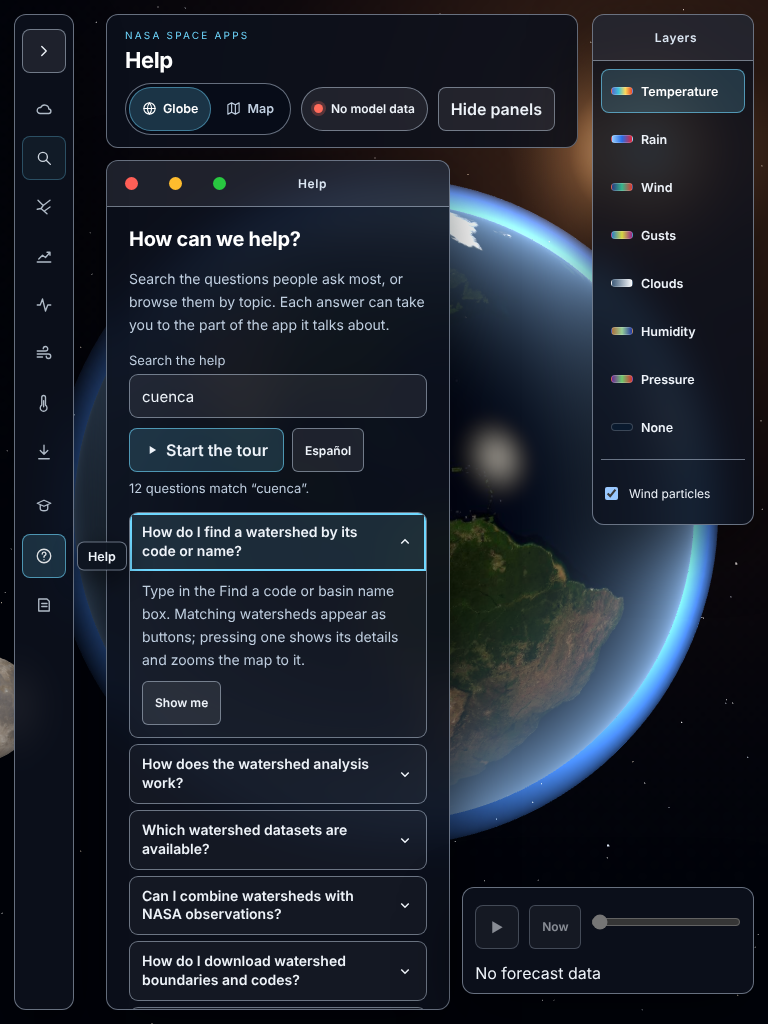 NASA SPACE APPS
Help
Globe
Map
No model data
Hide panels
Layers
Temperature
Rain
Wind
Gusts
Clouds
Humidity
Pressure
None
Wind particles
Help
Help
How can we help?
Search the questions people ask most, or
browse them by topic. Each answer can take
you to the part of the app it talks about.
Search the help
cuenca
Start the tour
Español
12 questions match “cuenca”.
How do I find a watershed by its
code or name?
Type in the Find a code or basin name
box. Matching watersheds appear as
buttons; pressing one shows its details
and zooms the map to it.
Show me
How does the watershed analysis
work?
Which watershed datasets are
available?
Can I combine watersheds with
NASA observations?
How do I download watershed
boundaries and codes?
Now
No forecast data